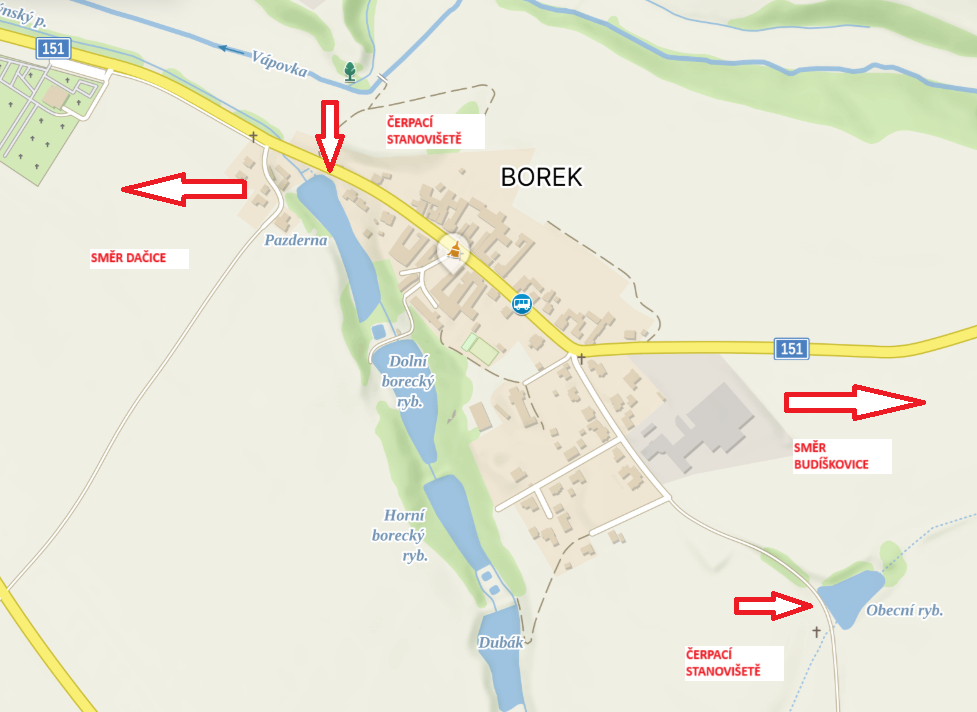 ýnský p.
151
Vápovka
ČERPACÍ
STANOVIŠETĚ
BOREK
SMĚR DAČICE
Pazderna
151
Dolní
borecký
ryb.
SMĚR
BUDÍŠKOVICE
Horní
borecký
ryb.
Obecní ryb.
Dubák
ČERPACÍ
STANOVIŠETĚ